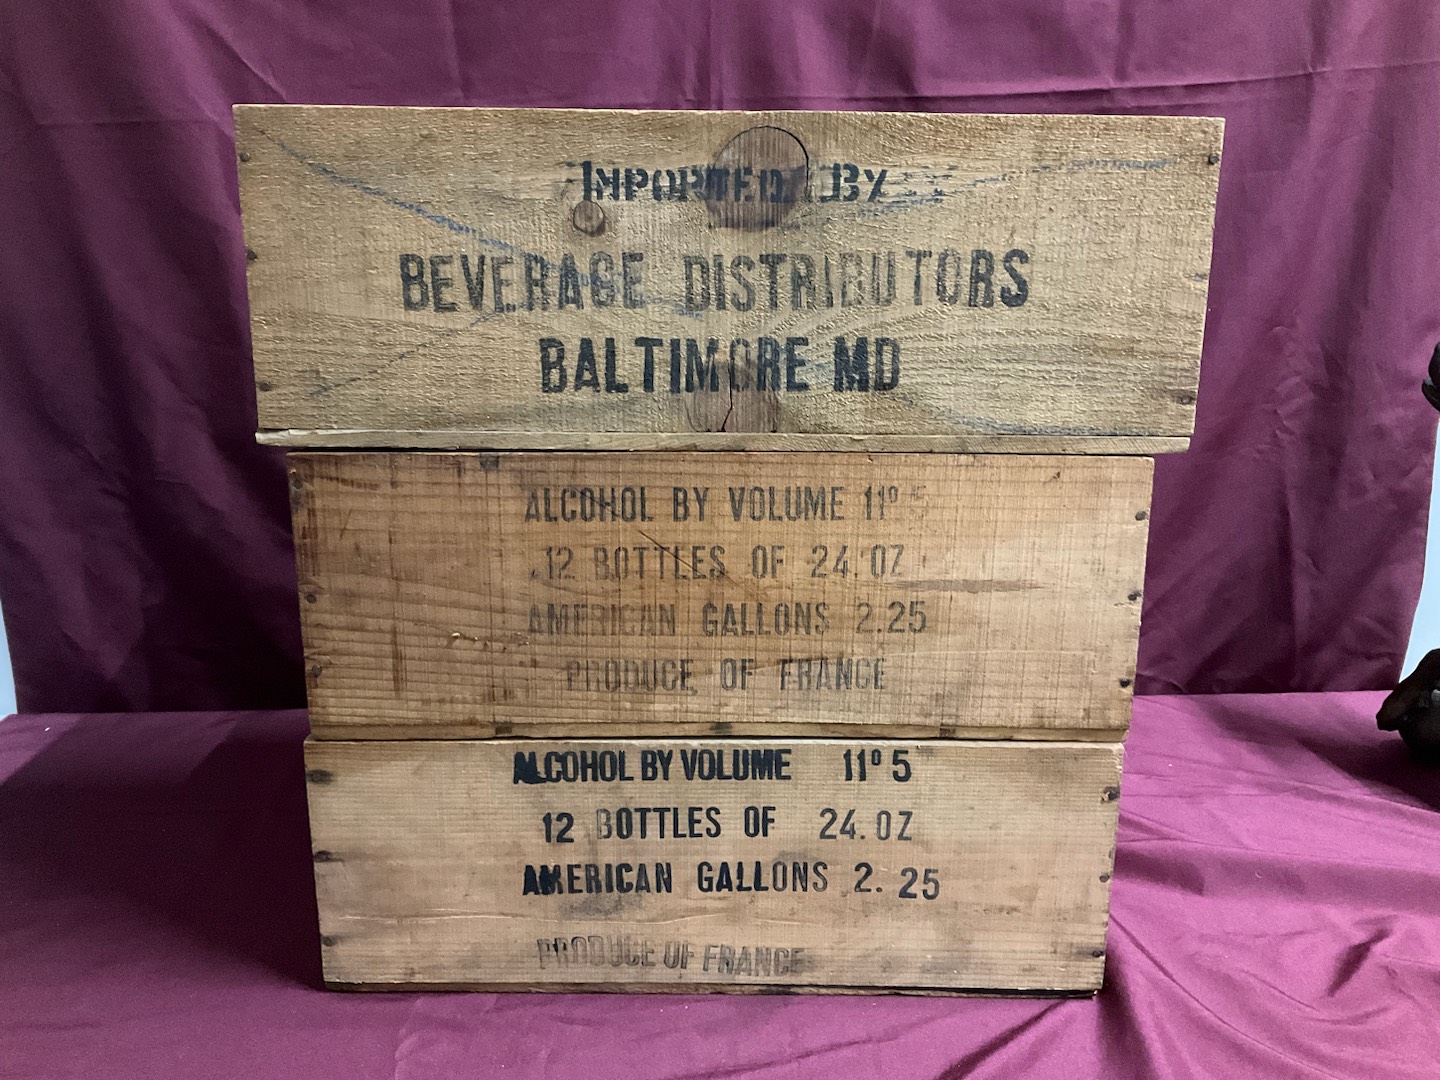 IMPORTED BY
BEVERAGE DISTRIBUTORS
BALTIMORE MD
ALCOHOL BY VOLUME 11º 5
12 BOTTLES OF 24. OZ
AMERICAN GALLONS 2.25
PRODUCE OF FRANCE
ALCOHOL BY VOLUME 11º 5
12 BOTTLES OF 24. OZ
AMERICAN GALLONS 2. 25
PRODUCE OF FRANCE